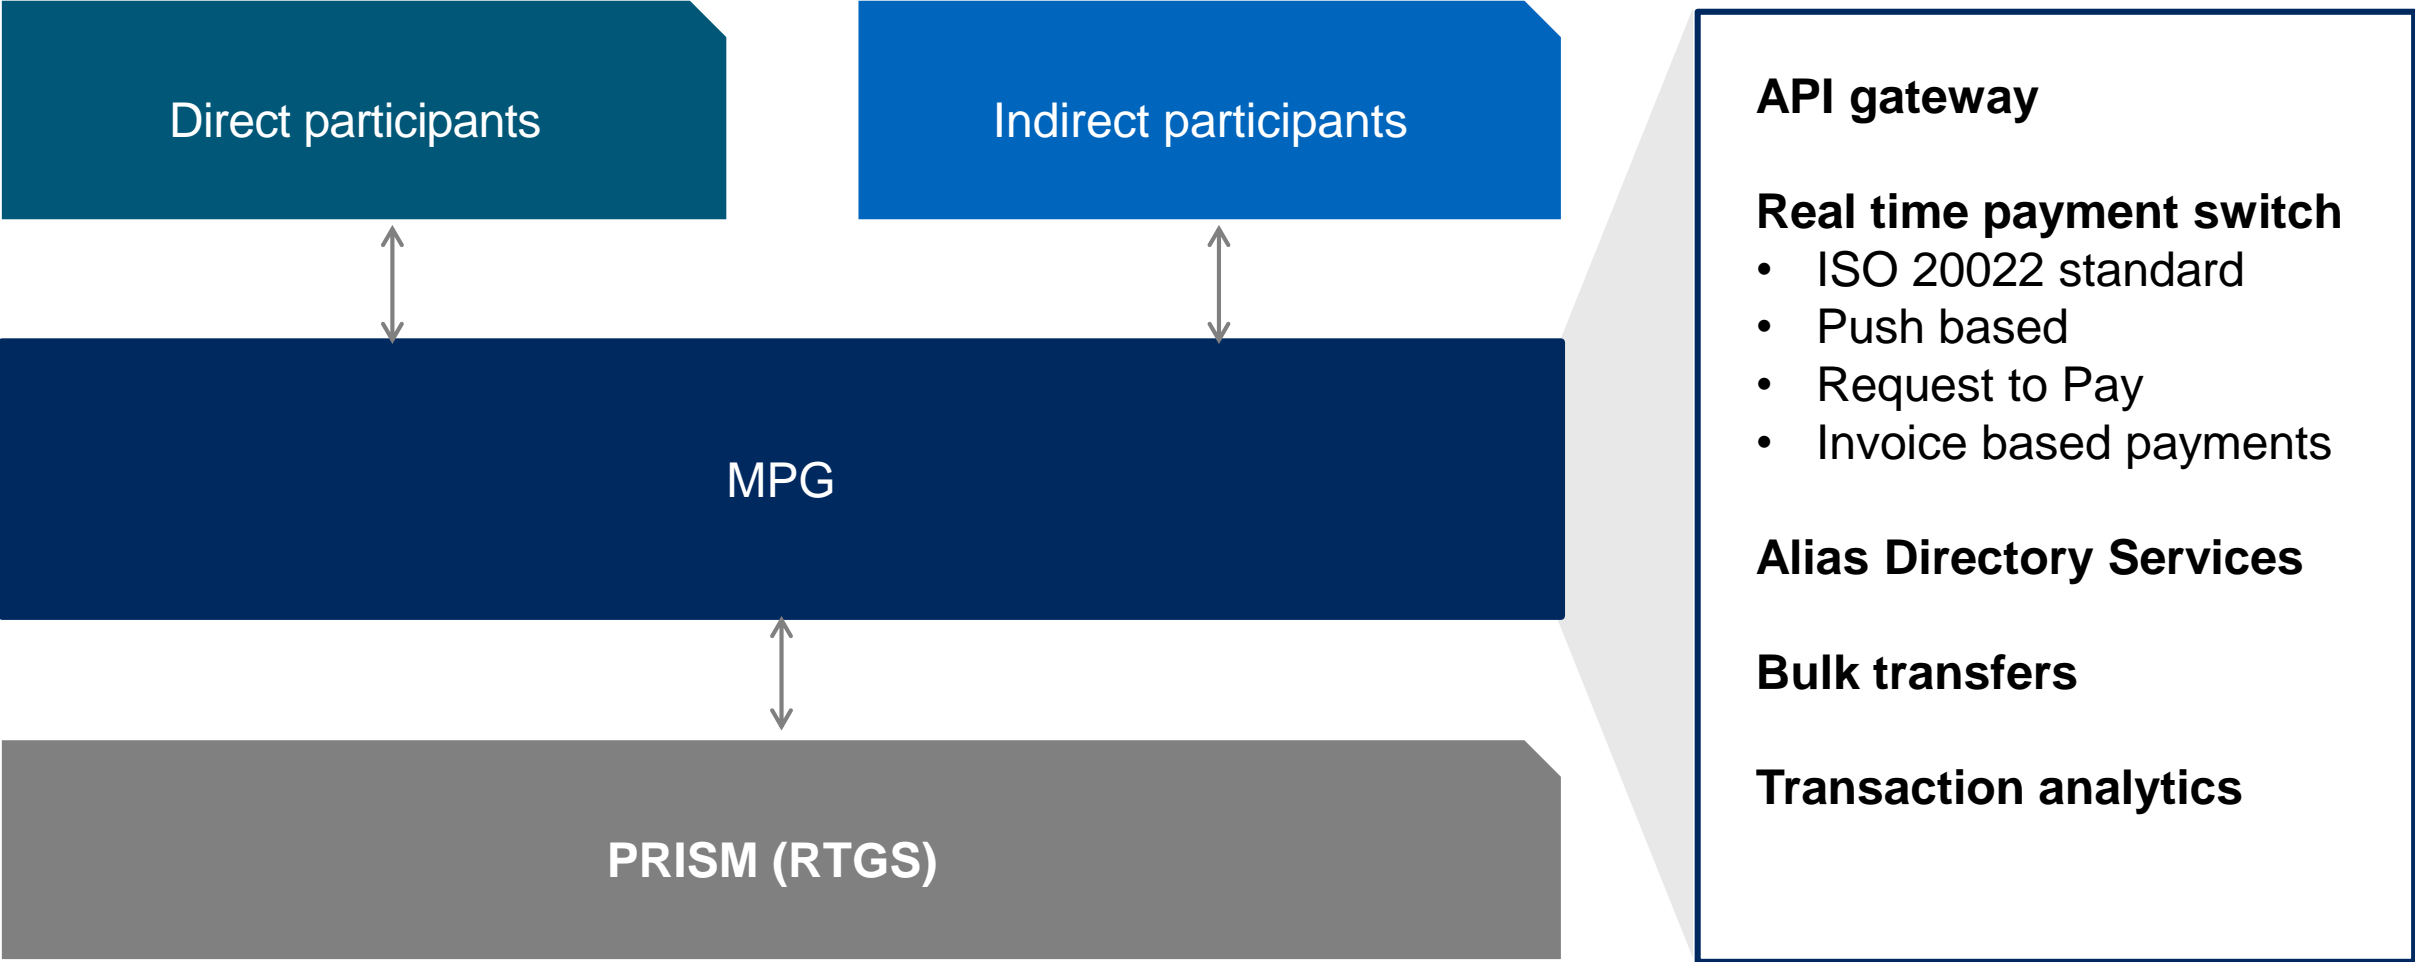 Direct participants
Indirect participants
MPG
PRISM (RTGS)
API gateway
Real time payment switch
• ISO 20022 standard
• Push based
• Request to Pay
• Invoice based payments
Alias Directory Services
Bulk transfers
Transaction analytics